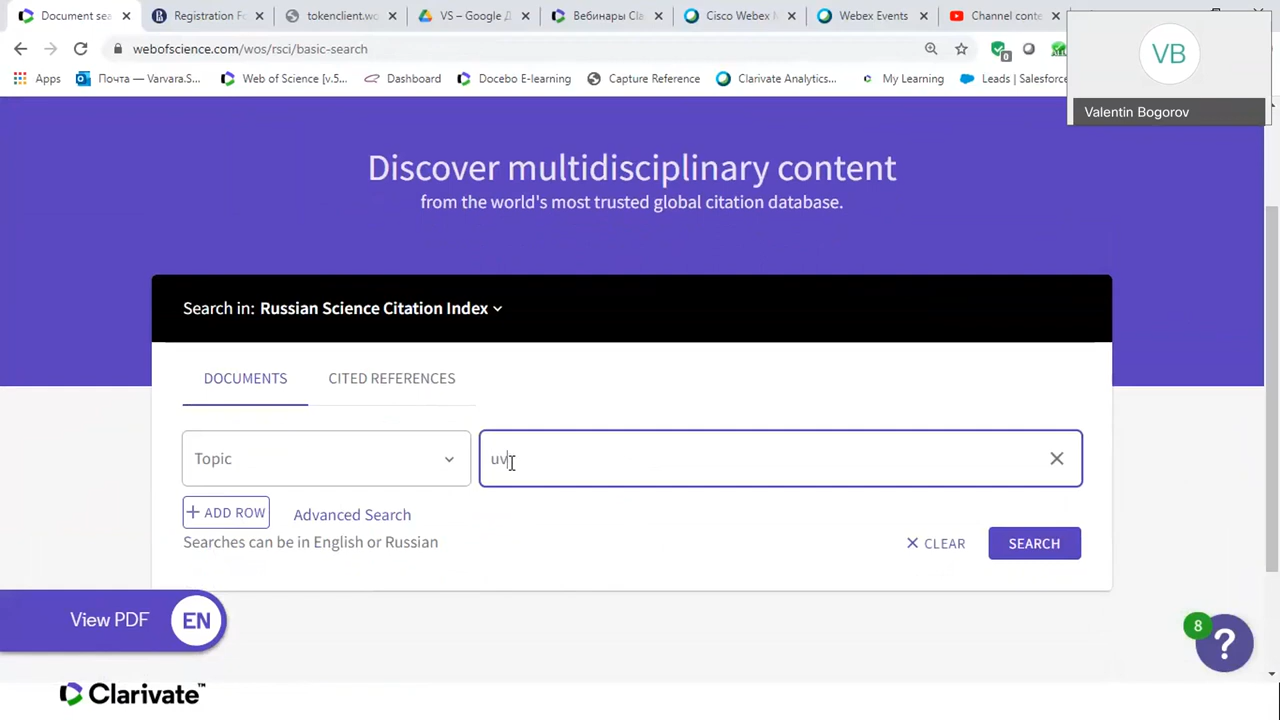 Document sea
Registration Fo
tokenclient.wo
VS – Google Д
Вебинары Cla
Cisco Webex M
Webex Events
Channel conte
webofscience.com/wos/rsci/basic-search
Apps
Почта — Varvara.S...
Web of Science [v.5...
Dashboard
Docebo E-learning
Capture Reference
Clarivate Analytics...
My Learning
Leads | Salesforce
0
VB
Valentin Bogorov
Discover multidisciplinary content
from the world's most trusted global citation database.
Search in: Russian Science Citation Index
DOCUMENTS
CITED REFERENCES
Topic
uv
+ ADD ROW
Advanced Search
Searches can be in English or Russian
CLEAR
SEARCH
View PDF
EN
8
?
Clarivate™